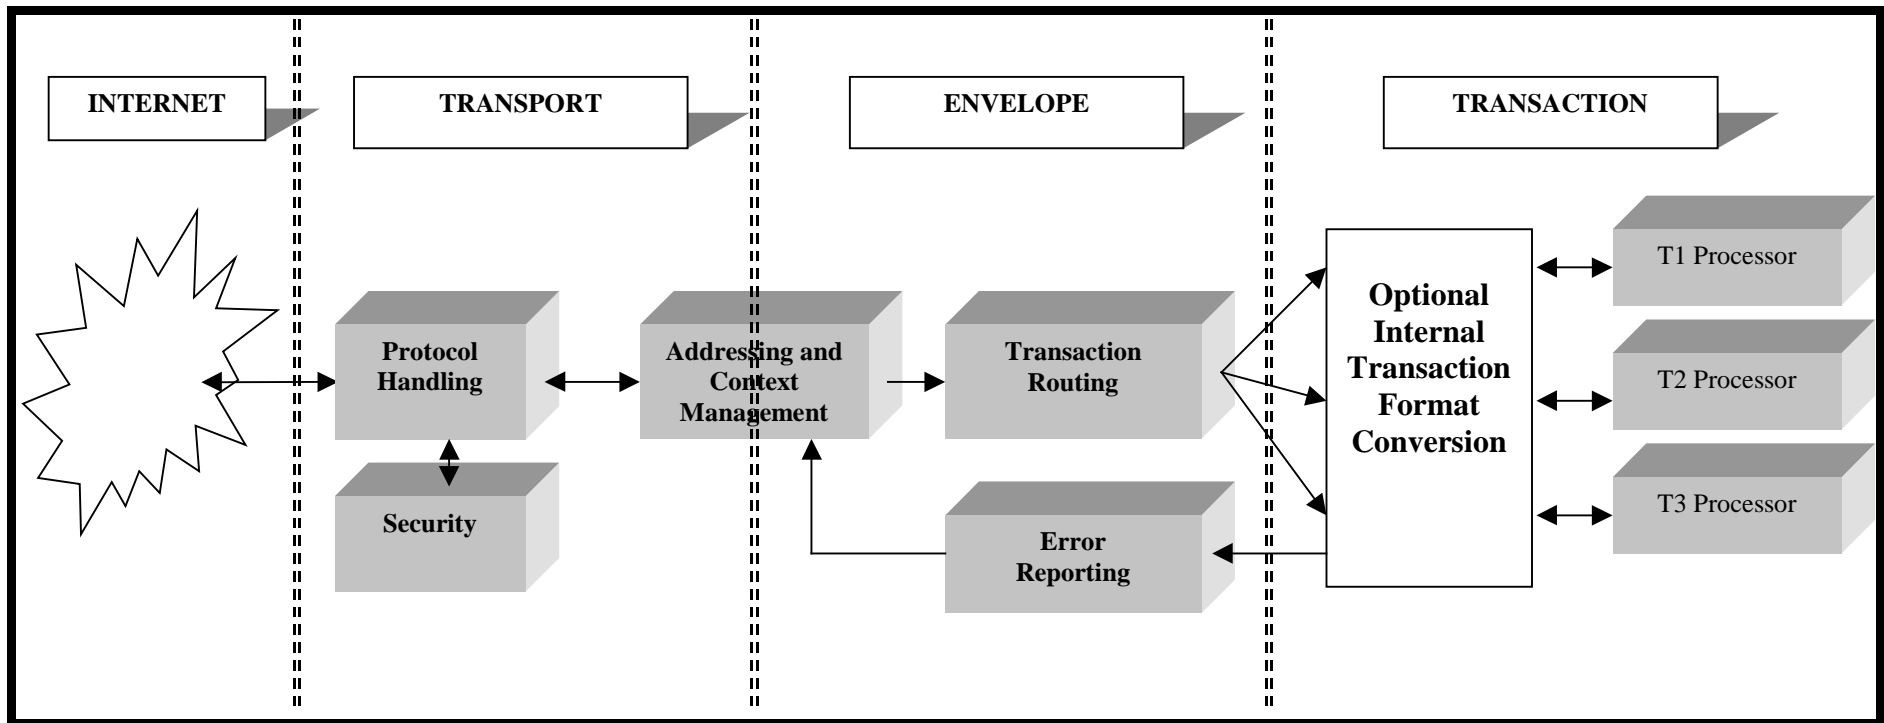 INTERNET
TRANSPORT
ENVELOPE
TRANSACTION
Protocol
Handling
Security
Addressing and
Context
Management
Transaction
Routing
Error
Reporting
Optional
Internal
Transaction
Format
Conversion
T1 Processor
T2 Processor
T3 Processor